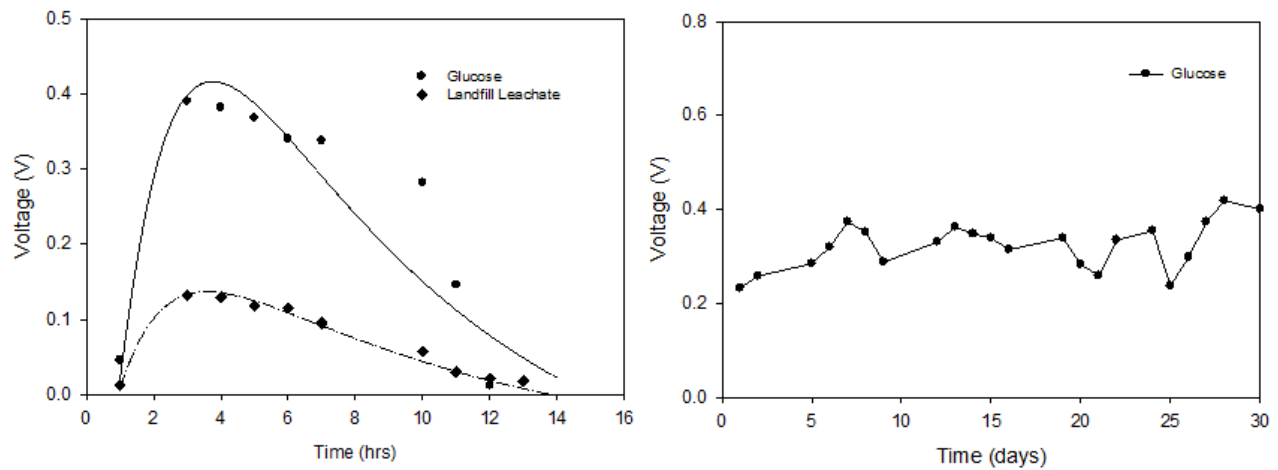 0.5
0.4
0.3
0.2
0.1
0.0
Voltage (V)
Glucose
Landfill Leachate
0 2 4 6 8 10 12 14 16
Time (hrs)
0.8
0.6
0.4
0.2
0.0
Voltage (V)
Glucose
0 5 10 15 20 25 30
Time (days)